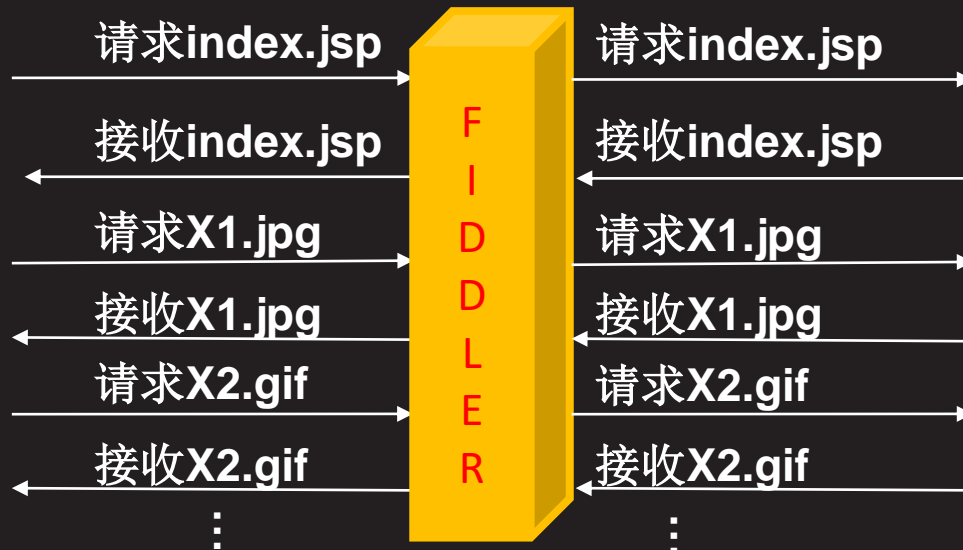 请求index.jsp
接收index.jsp
请求X1.jpg
接收X1.jpg
请求X2.gif
接收X2.gif
⋮
F
I
D
D
L
E
R
请求index.jsp
接收index.jsp
请求X1.jpg
接收X1.jpg
请求X2.gif
接收X2.gif
⋮